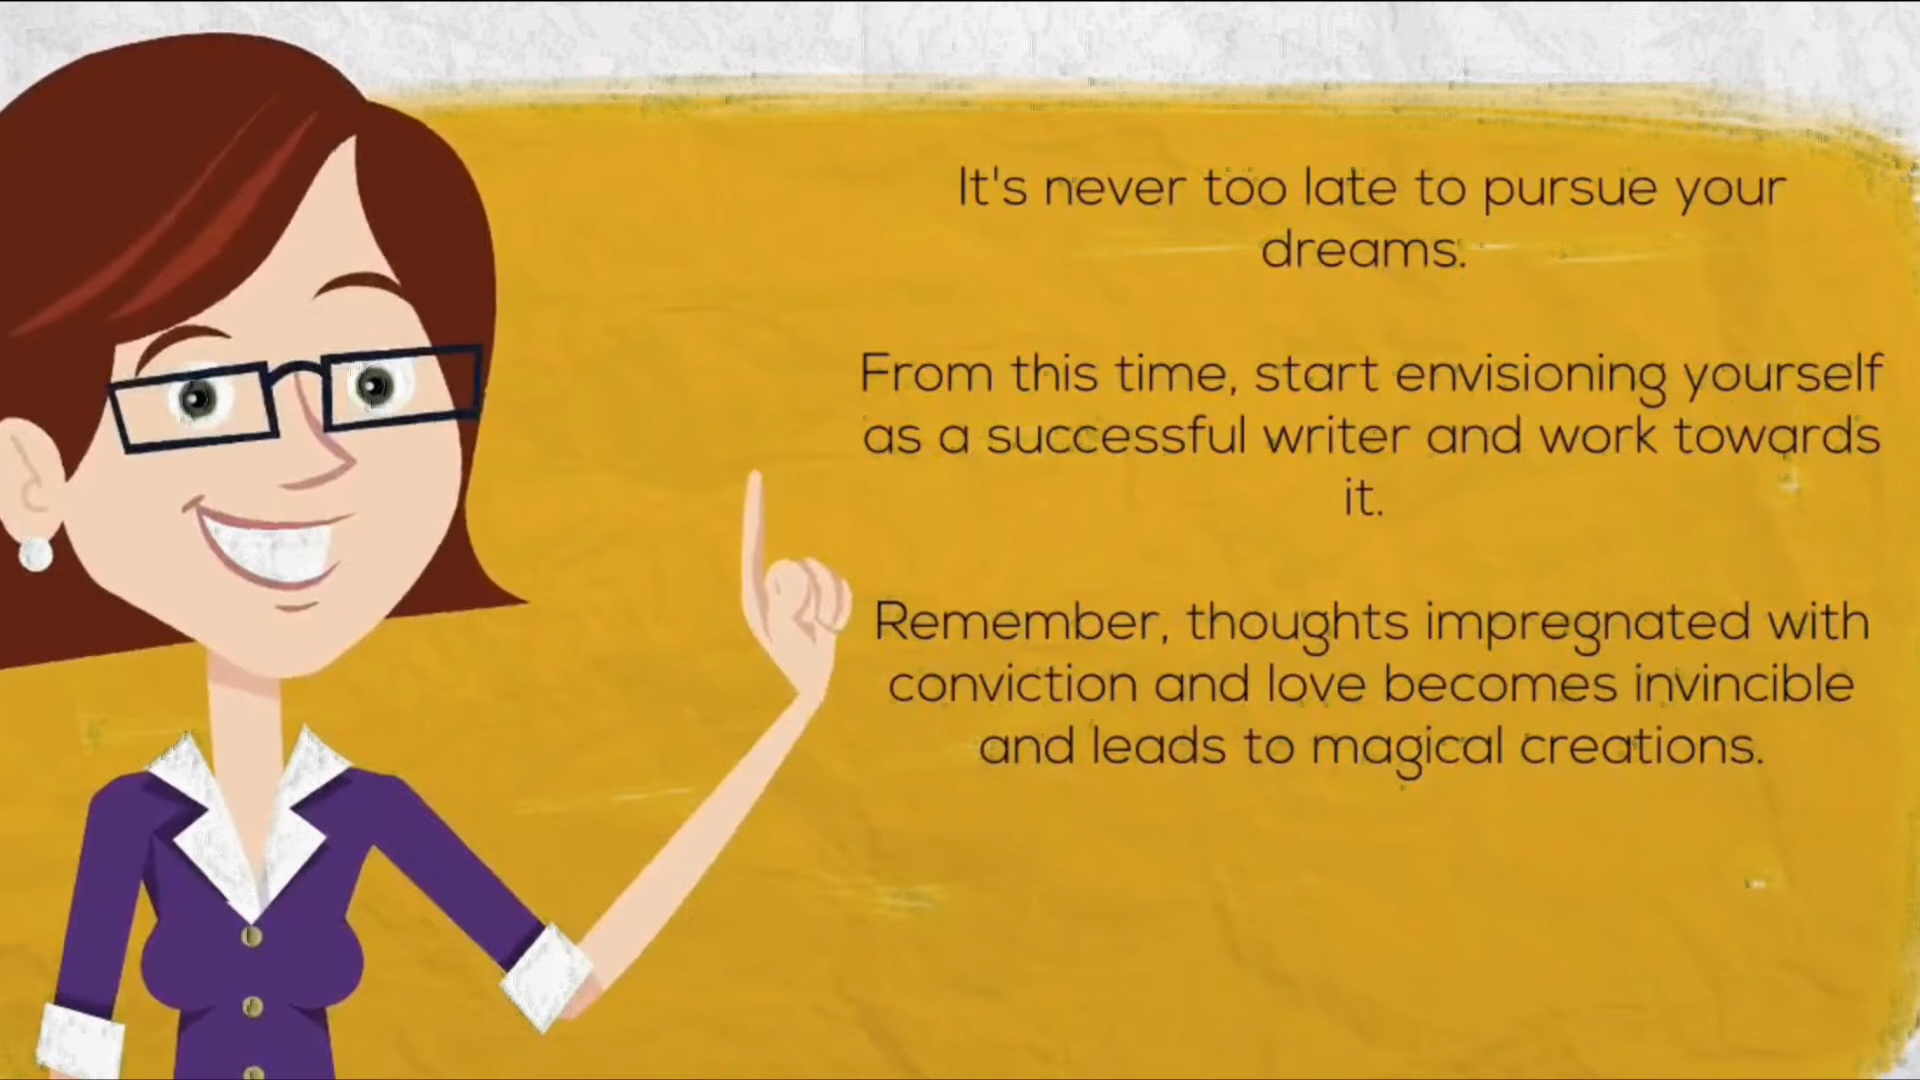 It's never too late to pursue your
dreams.
From this time, start envisioning yourself
as a successful writer and work towards
it.
Remember, thoughts impregnated with
conviction and love becomes invincible
and leads to magical creations.